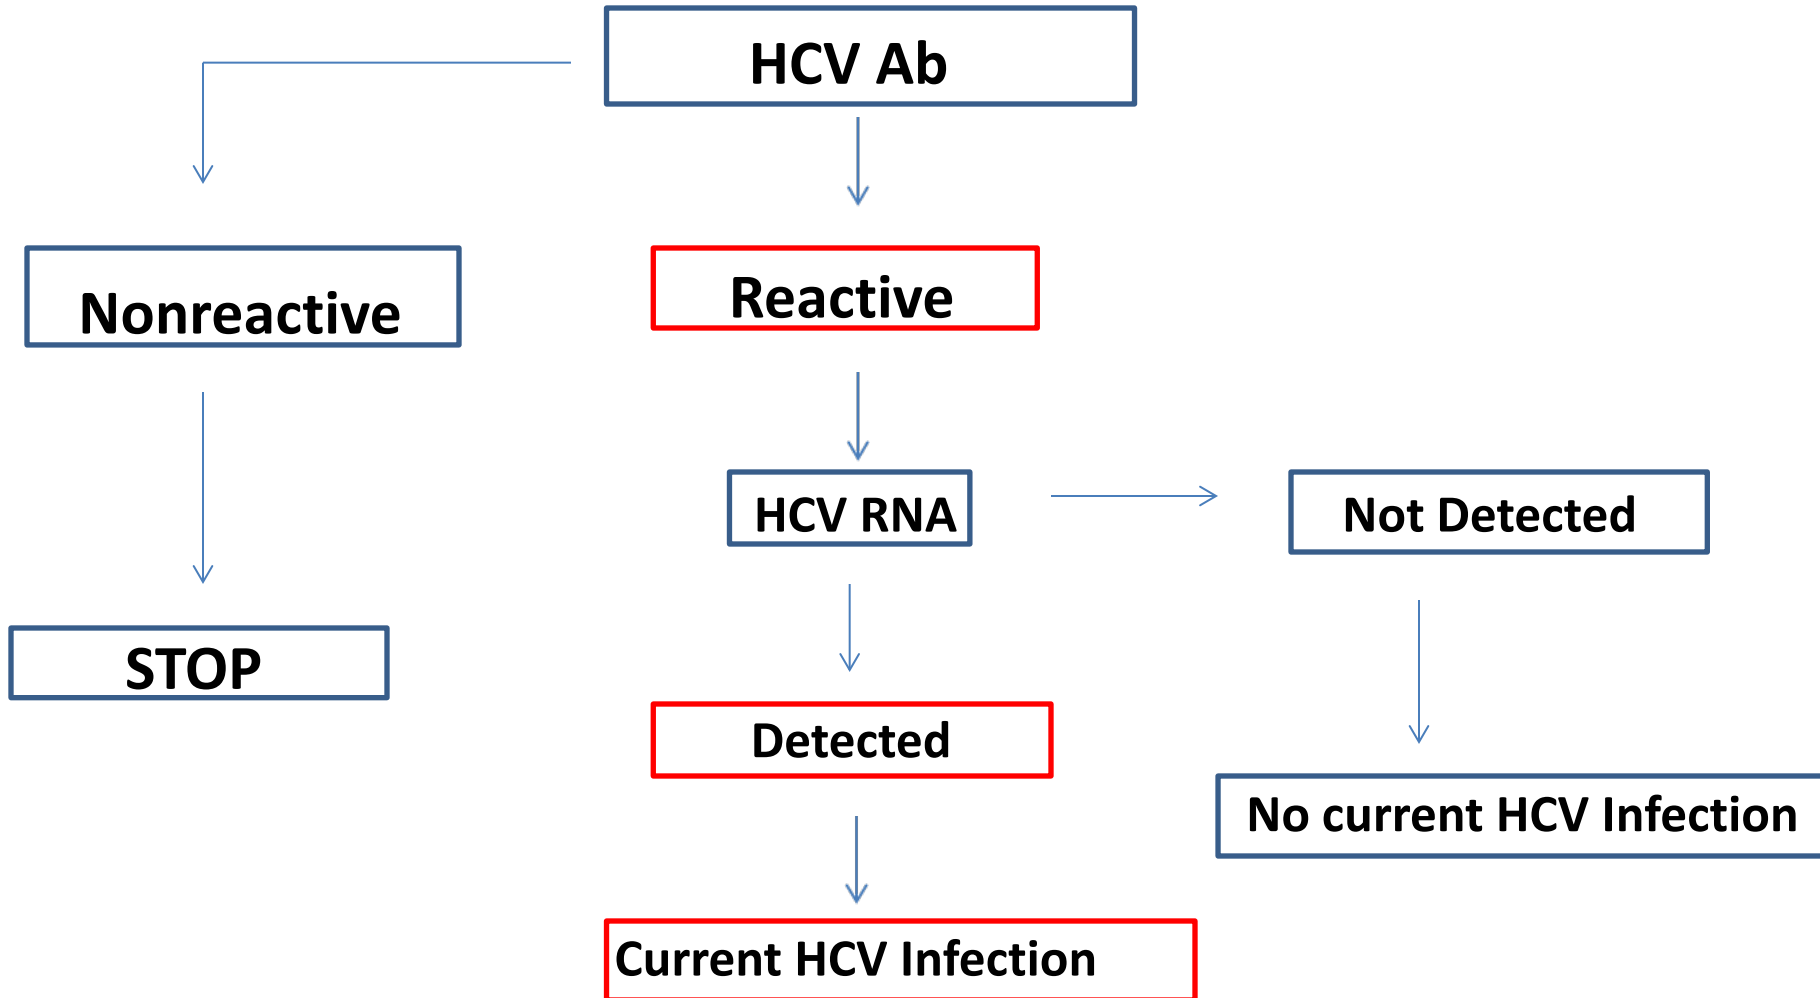 HCV Ab
Nonreactive
Reactive
HCV RNA
Not Detected
STOP
Detected
No current HCV Infection
Current HCV Infection